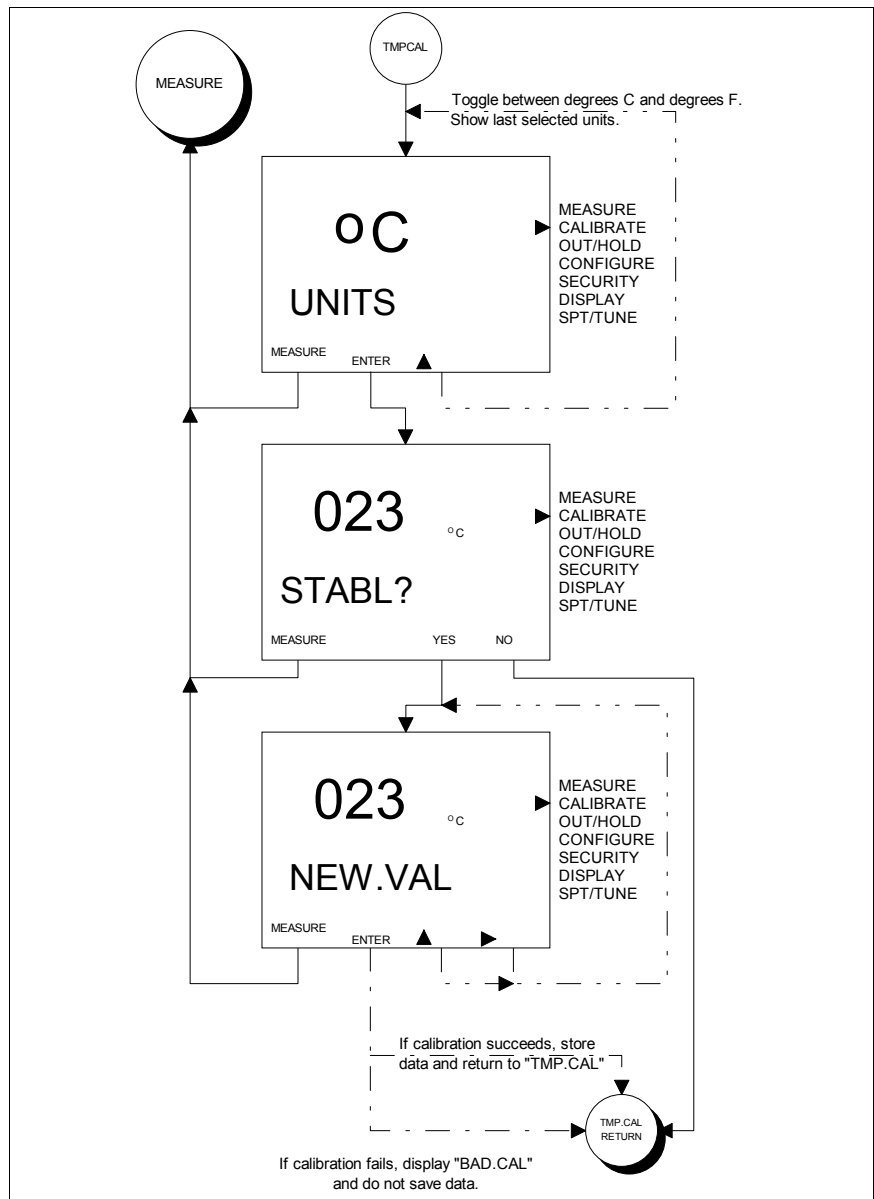 MEASURE
TMPCAL
Toggle between degrees C and degrees F.
Show last selected units.
oC
UNITS
MEASURE
ENTER
MEASURE
CALIBRATE
OUT/HOLD
CONFIGURE
SECURITY
DISPLAY
SPT/TUNE
023
oC
STABL?
MEASURE
YES
NO
MEASURE
CALIBRATE
OUT/HOLD
CONFIGURE
SECURITY
DISPLAY
SPT/TUNE
023
oC
NEW.VAL
MEASURE
ENTER
MEASURE
CALIBRATE
OUT/HOLD
CONFIGURE
SECURITY
DISPLAY
SPT/TUNE
If calibration succeeds, store
data and return to "TMP.CAL"
TMP.CAL
RETURN
If calibration fails, display "BAD.CAL"
and do not save data.